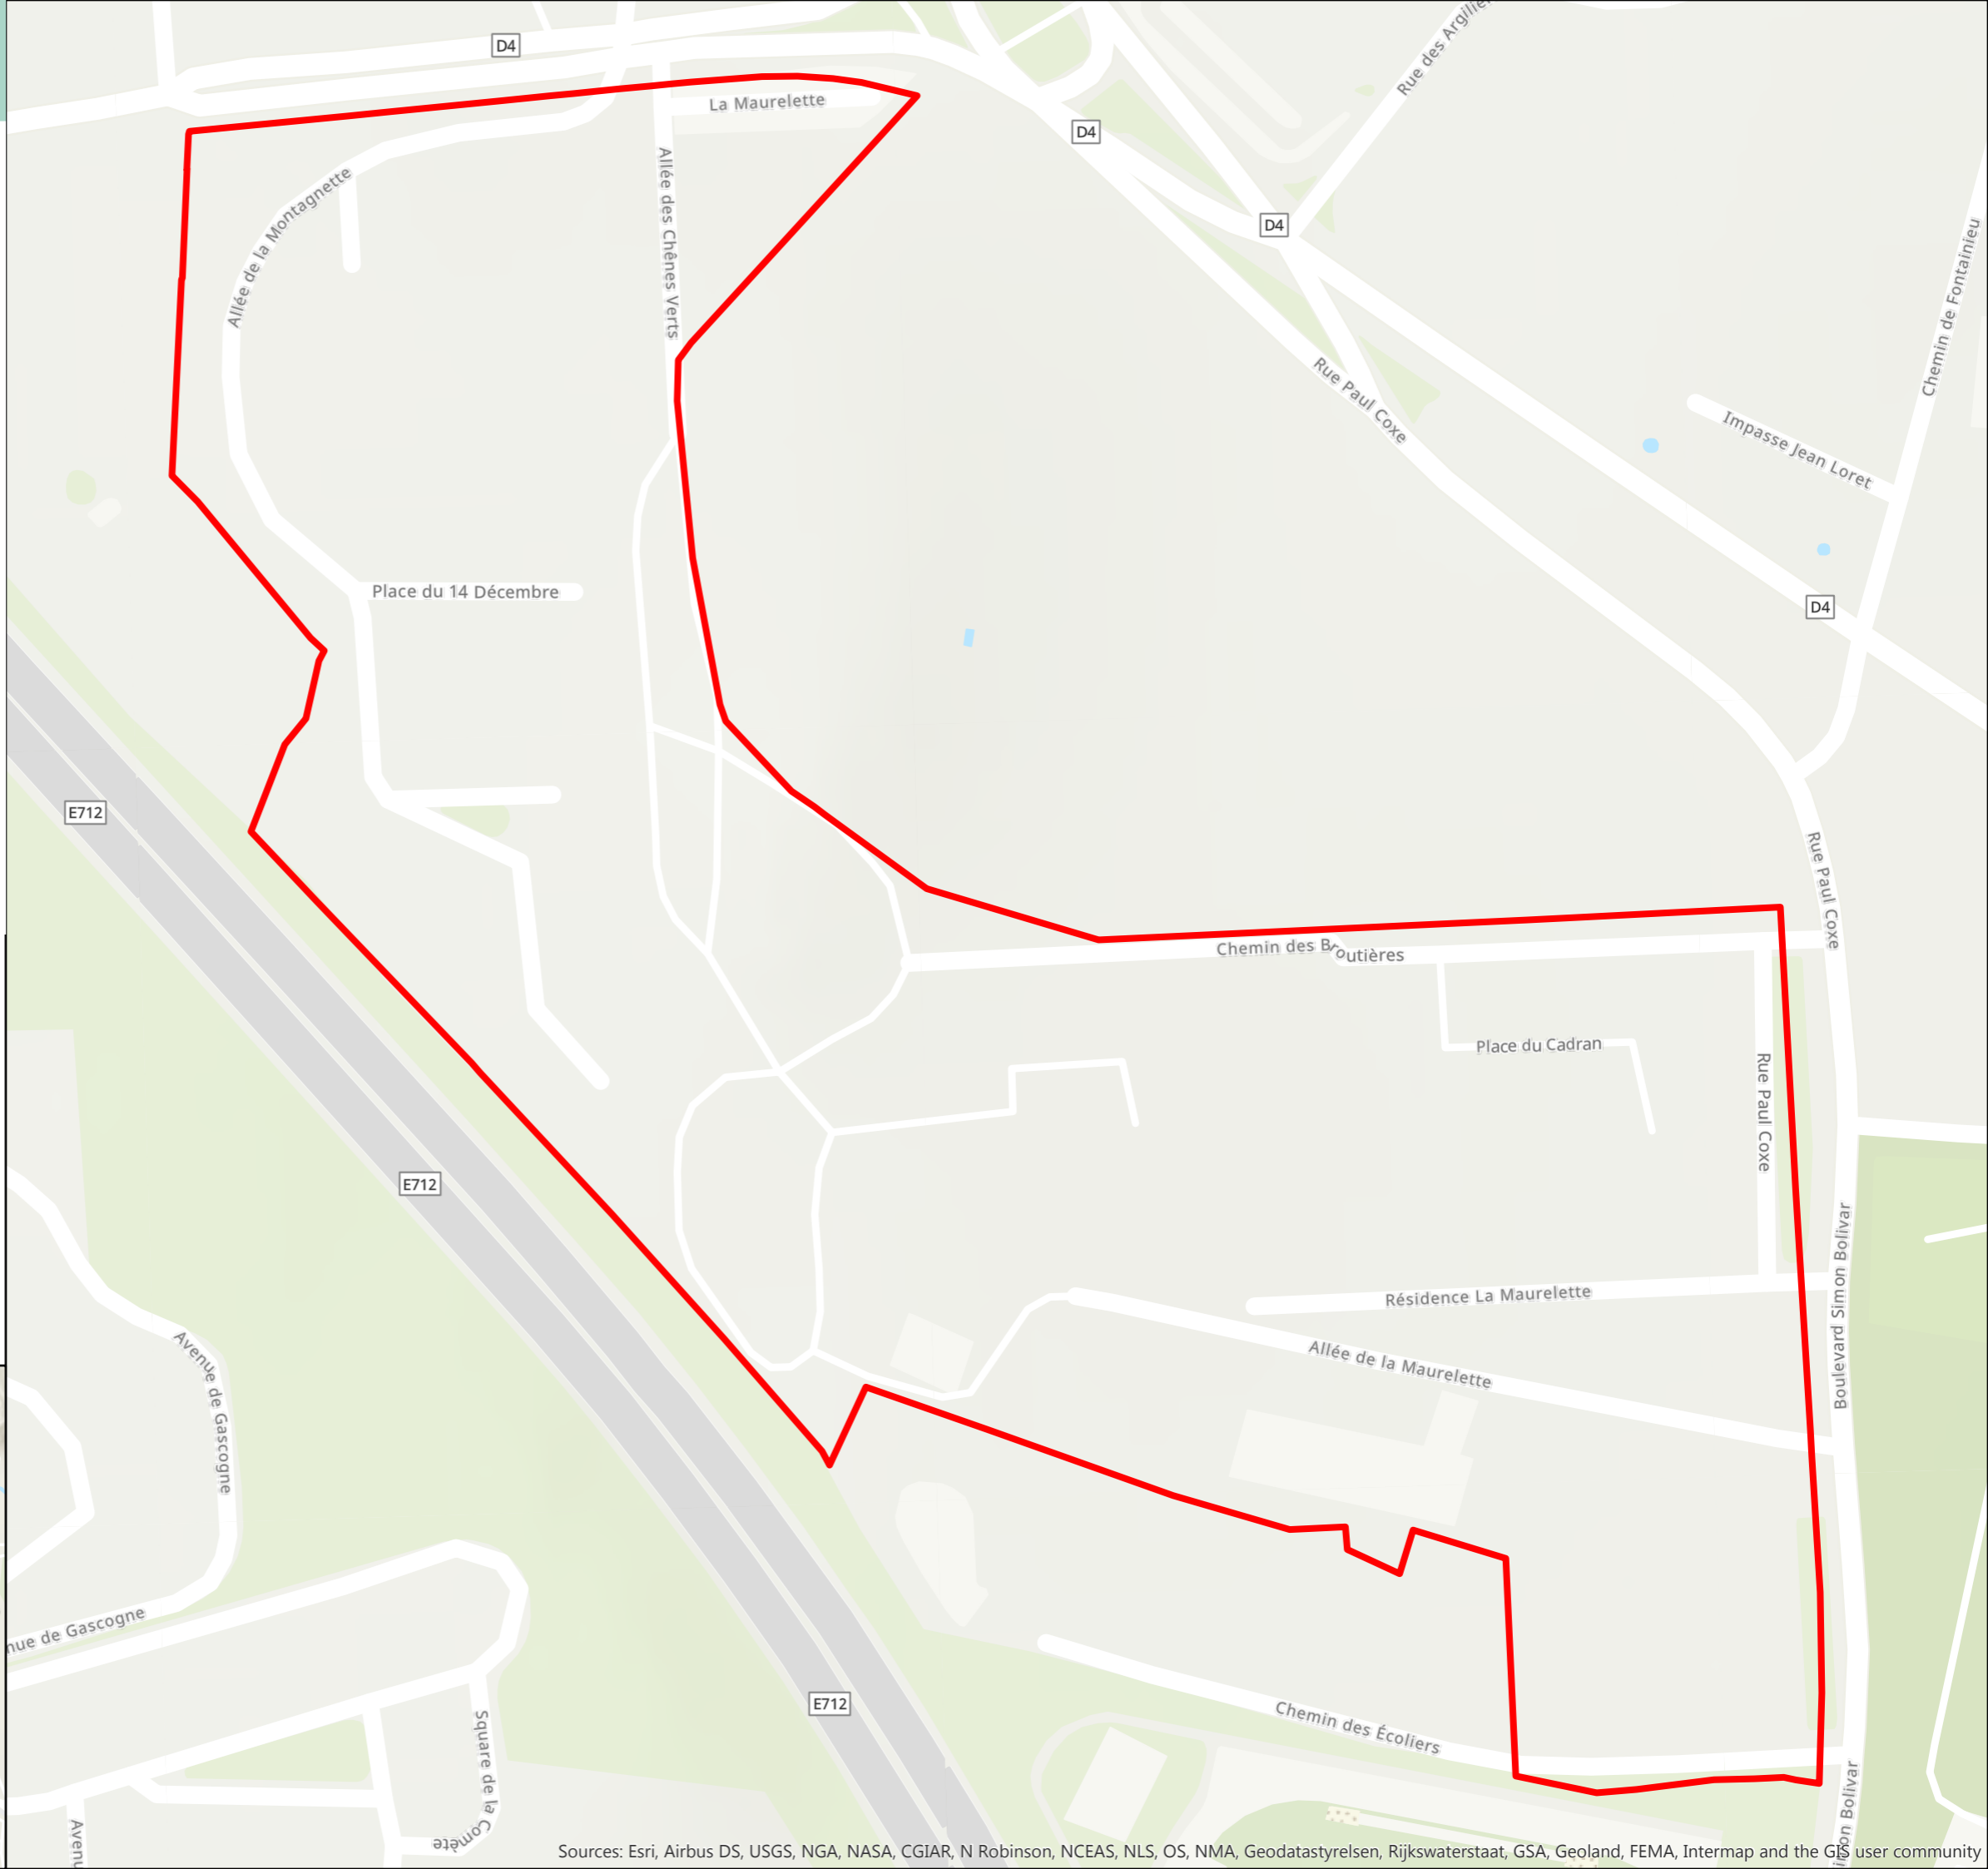 D4
Rue des Argilie
La Maurelette
D4
Allée de la Montagnette
Allée des Chênes Verts
D4
Chemin de Fontainieu
Rue Paul Coxe
Impasse Jean Loret
Place du 14 Décembre
D4
E712
Rue Paul Coxe
Chemin des Broutières
Place du Cadran
Rue Paul Coxe
E712
Boulevard Simon Bolivar
Résidence La Maurelette
Allée de la Maurelette
Avenue de Gascogne
nue de Gascogne
E712
Chemin des Écoliers
Square de la Comète
Avenu
mon Bolivar
Sources: Esri, Airbus DS, USGS, NGA, NASA, CGIAR, N Robinson, NCEAS, NLS, OS, NMA, Geodatastyrelsen, Rijkswaterstaat, GSA, Geoland, FEMA, Intermap and the GIS user community